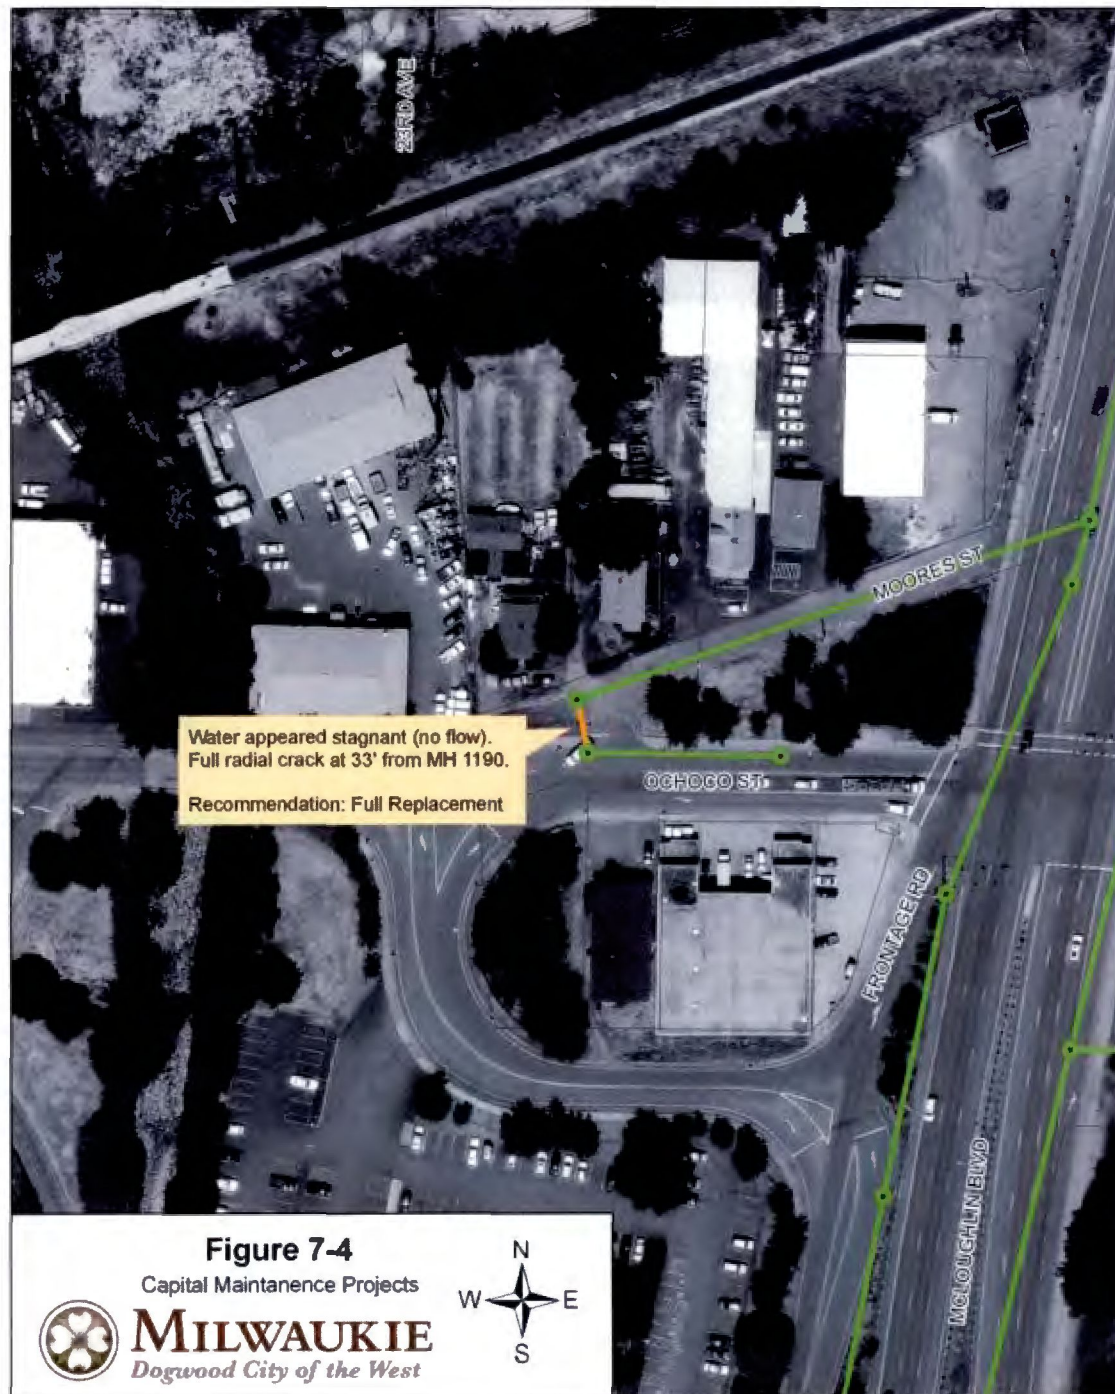 23RD AVE
MOORES ST
Water appeared stagnant (no flow).
Full radial crack at 33' from MH 1190.
Recommendation: Full Replacement
OCHOCO ST
FRONTAGE RD
MCLOUGHLIN BLVD
Figure 7-4
Capital Maintanence Projects
MILWAUKIE
Dogwood City of the West
N
W E
S